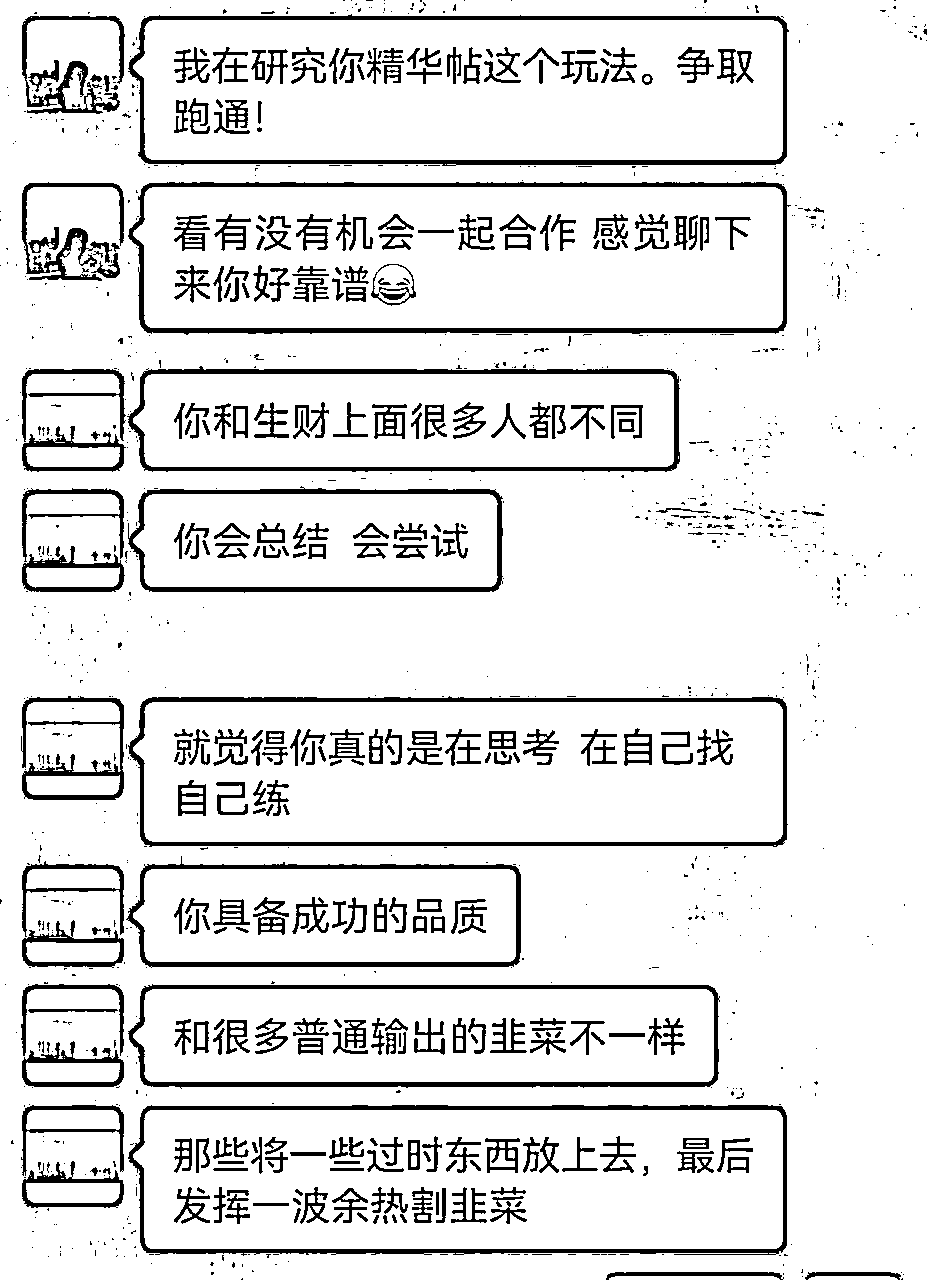 我在研究你精华帖这个玩法。争取
跑通！
看有没有机会一起合作 感觉聊下
来你好靠谱😂
你和生财上面很多人都不同
你会总结 会尝试
就觉得你真的是在思考 在自己找
自己练
你具备成功的品质
和很多普通输出的韭菜不一样
那些将一些过时东西放上去，最后
发挥一波余热割韭菜